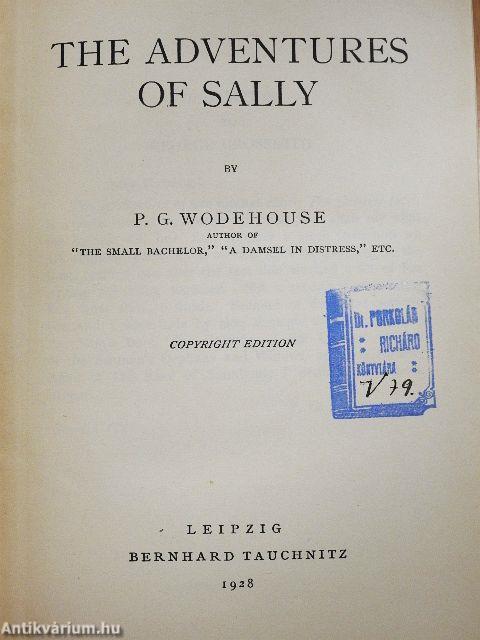 THE ADVENTURES
OF SALLY
BY
P. G. WODEHOUSE
AUTHOR OF
"THE SMALL BACHELOR," "A DAMSEL IN DISTRESS," ETC.
COPYRIGHT EDITION
Dr. PORKOLÁB
RICHÁRD
KÖNYVTÁRA
V 79.
LEIPZIG
BERNHARD TAUCHNITZ
1928
Antikvárium.hu